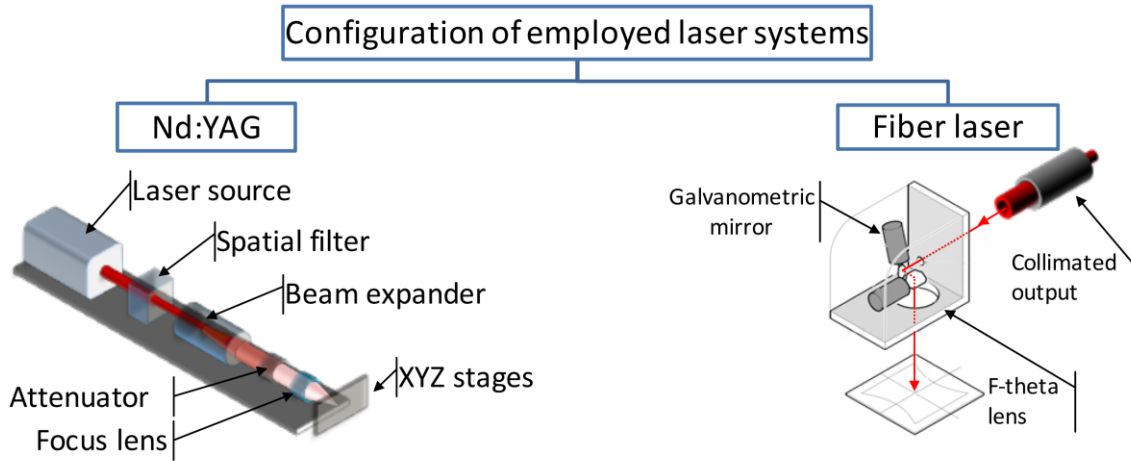 Configuration of employed laser systems
Nd:YAG
Fiber laser
Laser source
Spatial filter
Beam expander
Attenuator
Focus lens
XYZ stages
Galvanometric
mirror
Collimated
output
F-theta
lens